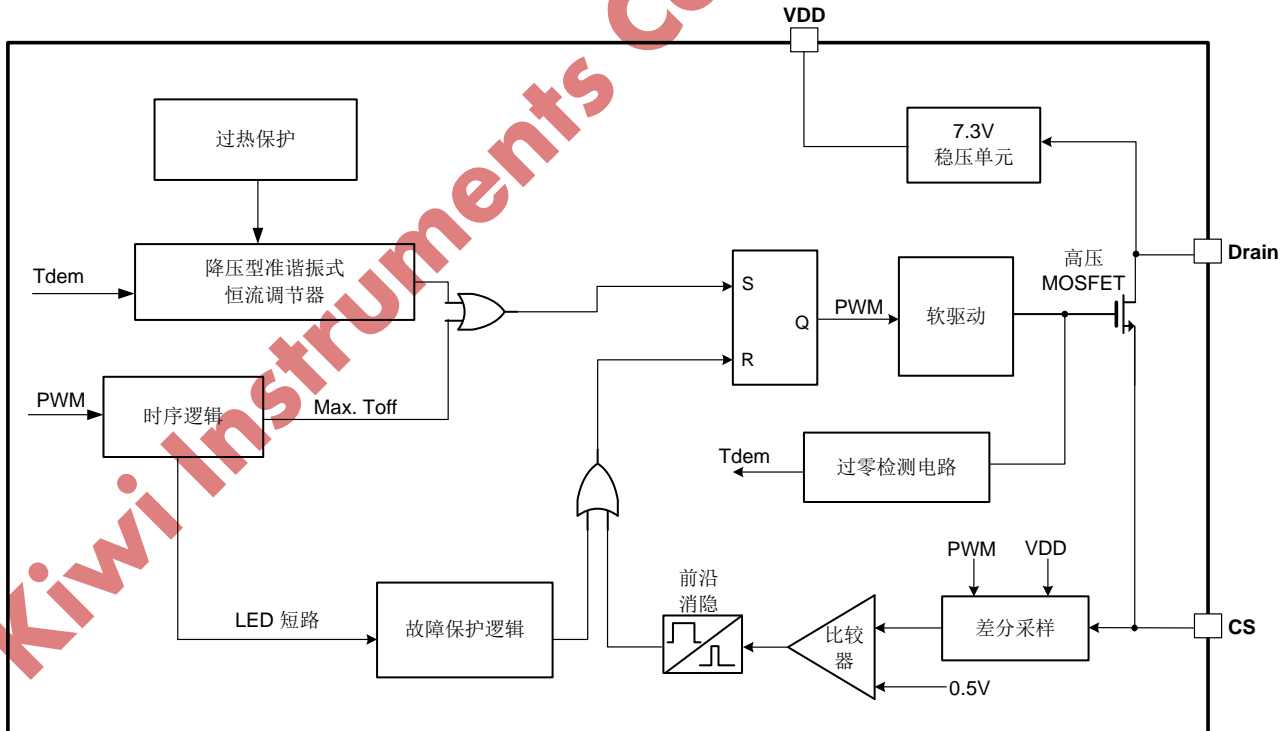 VDD
过热保护
7.3V
稳压单元
Drain
高压
MOSFET
Tdem
降压型准谐振式
恒流调节器
S
Q
R
PWM
软驱动
PWM
时序逻辑
Max. Toff
Tdem
过零检测电路
PWM
VDD
前沿
消隐
LED 短路
故障保护逻辑
比较
器
差分采样
CS
0.5V
Kiwi Instruments Co